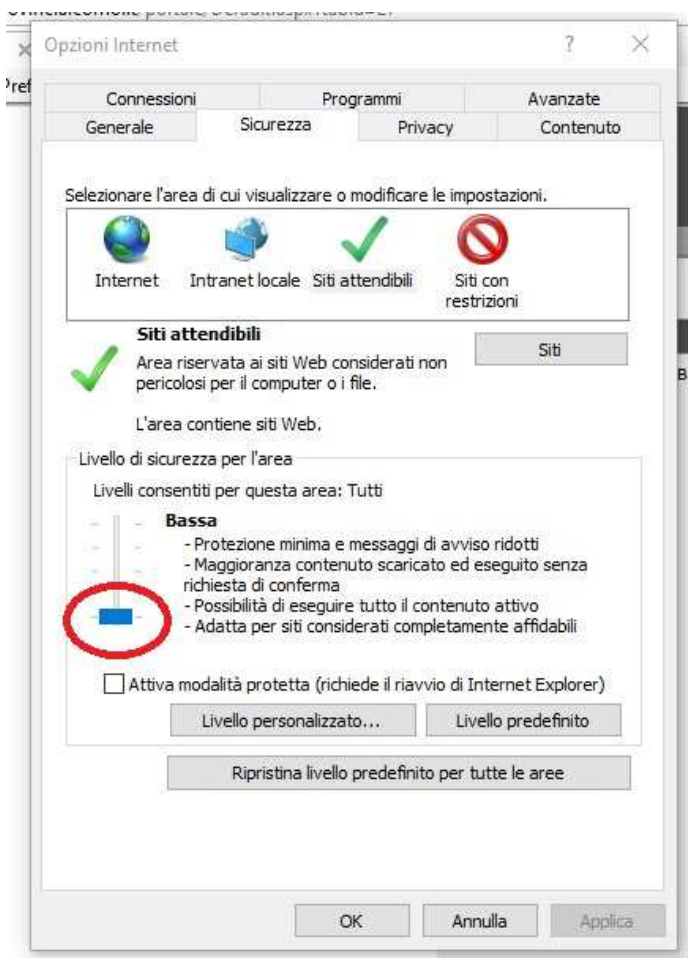 Opzioni Internet
?
Pref
Connessioni
Programmi
Avanzate
Generale
Sicurezza
Privacy
Contenuto
Selezionare l'area di cui visualizzare o modificare le impostazioni.
Internet
Intranet locale
Siti attendibili
Siti con
restrizioni
Siti attendibili
Siti
Area riservata ai siti Web considerati non
pericolosi per il computer o i file.
B
L'area contiene siti Web.
Livello di sicurezza per l'area
Livelli consentiti per questa area: Tutti
Bassa
- Protezione minima e messaggi di avviso ridotti
- Maggioranza contenuto scaricato ed eseguito senza
richiesta di conferma
- Possibilità di eseguire tutto il contenuto attivo
- Adatta per siti considerati completamente affidabili
Attiva modalità protetta (richiede il riavvio di Internet Explorer)
Livello personalizzato...
Livello predefinito
Ripristina livello predefinito per tutte le aree
OK
Annulla
Applica